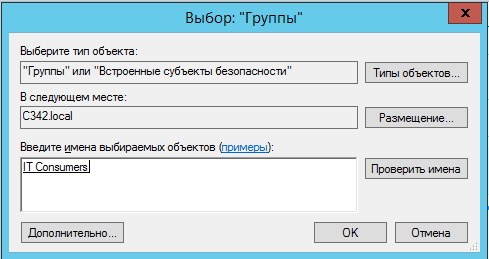 Выбор: "Группы"
x
Выберите тип объекта:
"Группы" или "Встроенные субъекты безопасности"
Типы объектов...
В следующем месте:
C342.local
Размещение...
Введите имена выбираемых объектов (примеры):
IT Consumers
Проверить имена
Дополнительно...
OK
Отмена